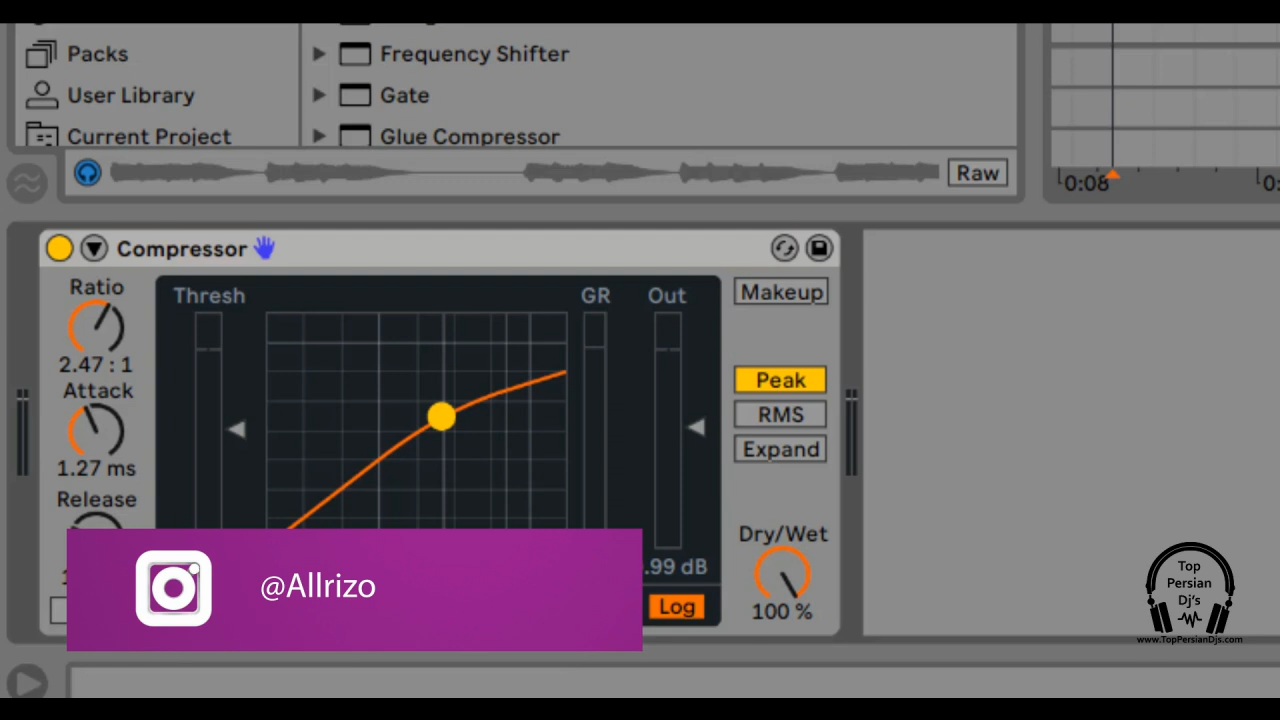 Packs
Frequency Shifter
User Library
Gate
Current Project
Glue Compressor
Raw
0:08
Compressor
Ratio
2.47 : 1
Attack
1.27 ms
Release
Thresh
GR
Out
Makeup
Peak
RMS
Expand
.99 dB
Log
Dry/Wet
100 %
@Allrizo
Top
Persian
Dj's
www.TopPersianDjs.com